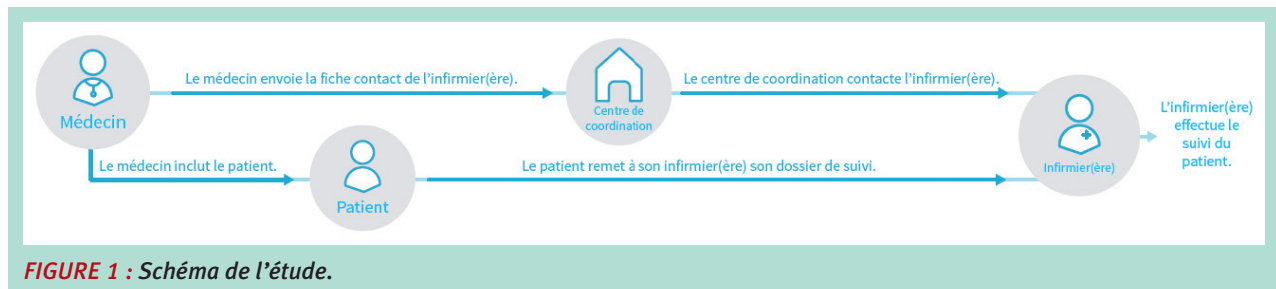 Le médecin envoie la fiche contact de l'infirmier(ère).
Le centre de coordination contacte l'infirmier(ère).
Médecin
Centre de
coordination
Infirmier(ère)
L'infirmier(ère)
effectue le
suivi du
patient.
Le médecin inclut le patient.
Patient
Le patient remet à son infirmier(ère) son dossier de suivi.
FIGURE 1 : Schéma de l'étude.